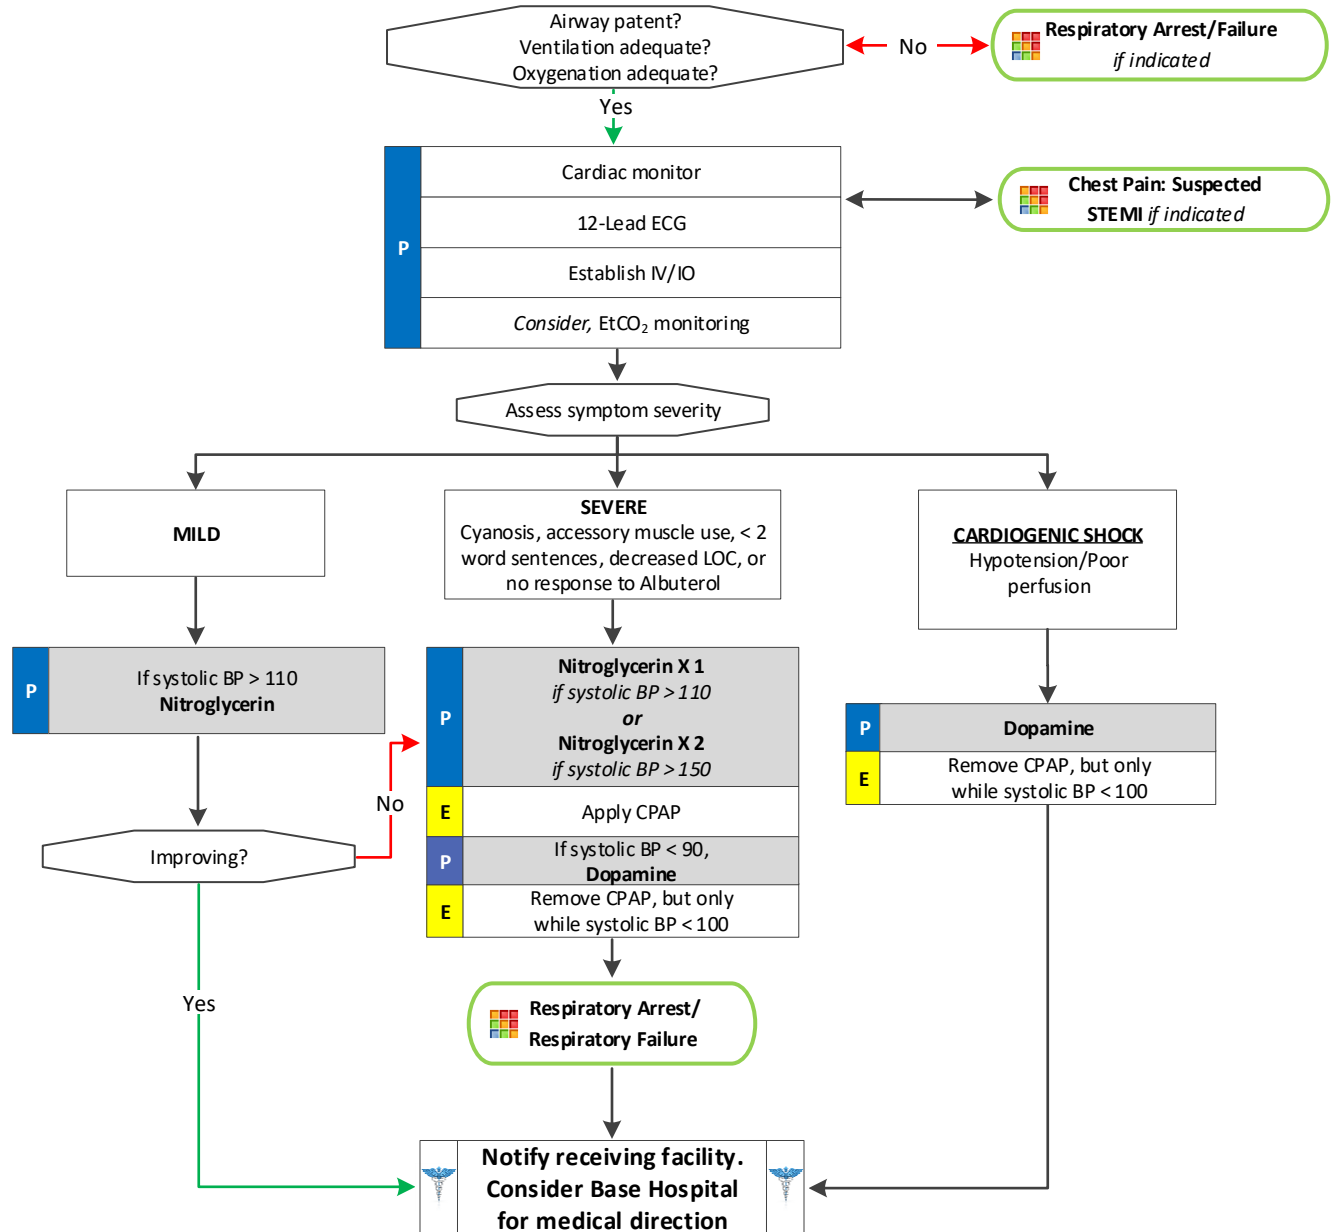 Airway patent?
Ventilation adequate?
Oxygenation adequate?
No
Respiratory Arrest/Failure
if indicated
Yes
P
Cardiac monitor
12-Lead ECG
Establish IV/IO
Consider, EtCO₂ monitoring
Chest Pain: Suspected
STEMI if indicated
Assess symptom severity
MILD
SEVERE
Cyanosis, accessory muscle use, < 2
word sentences, decreased LOC, or
no response to Albuterol
CARDIOGENIC SHOCK
Hypotension/Poor
perfusion
P
If systolic BP > 110
Nitroglycerin
P
Nitroglycerin X 1
if systolic BP > 110
or
Nitroglycerin X 2
if systolic BP > 150
E
Apply CPAP
P
If systolic BP < 90,
Dopamine
E
Remove CPAP, but only
while systolic BP < 100
P
Dopamine
E
Remove CPAP, but only
while systolic BP < 100
No
Improving?
Yes
Respiratory Arrest/
Respiratory Failure
Notify receiving facility.
Consider Base Hospital
for medical direction